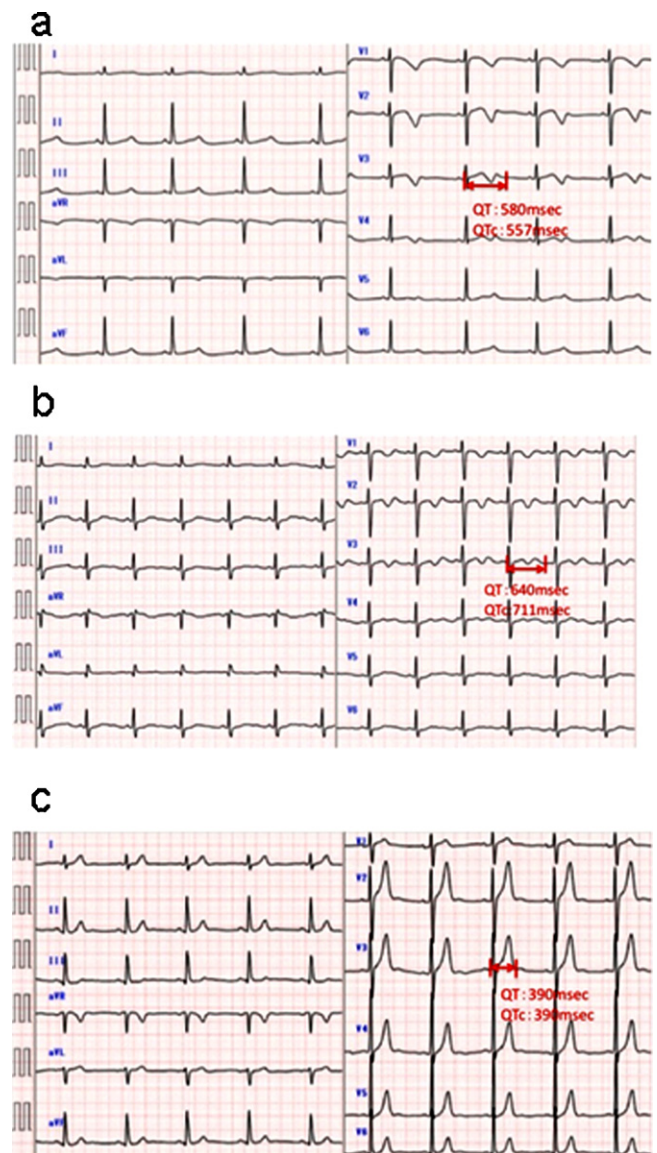 a
I
II
III
aVR
aVL
aVF
V1
V2
V3
QT : 580msec
QTc : 557msec
V4
V5
V6
b
I
II
III
aVR
aVL
aVF
V1
V2
V3
QT : 640msec
QTc 711msec
V4
V5
V6
c
I
II
III
aVR
aVL
aVF
V1
V2
V3
QT : 390msec
QTc : 390msec
V4
V5
V6